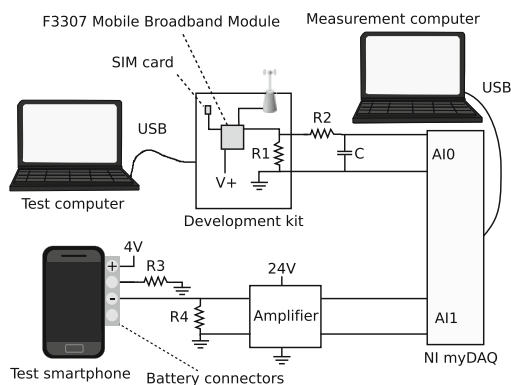 Measurement computer
F3307 Mobile Broadband Module
SIM card
USB
USB
R2
R1
C
AI0
V+
Test computer
Development kit
4V
+
R3
24V
-
R4
Amplifier
AI1
NI myDAQ
Test smartphone
Battery connectors